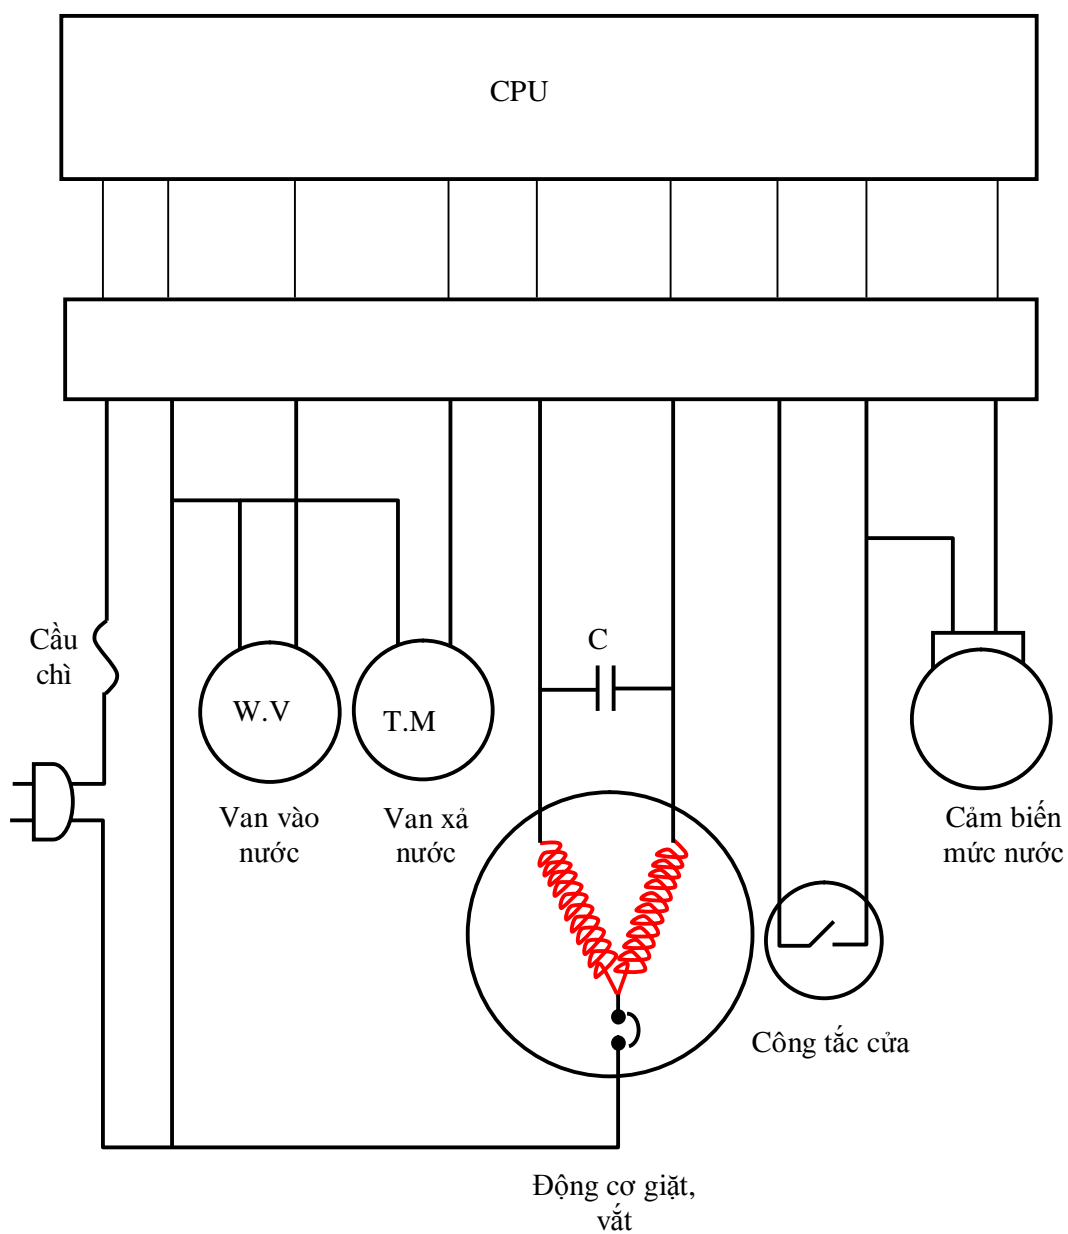 CPU
Cầu
chì
C
W.V
T.M
Van vào
nước
Van xả
nước
Cảm biến
mức nước
Công tắc cửa
Động cơ giặt,
vắt